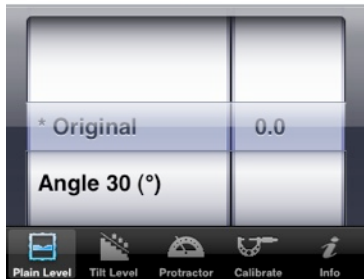 * Original 0.0
Angle 30 (°)
Plain Level Tilt Level Protractor Calibrate Info